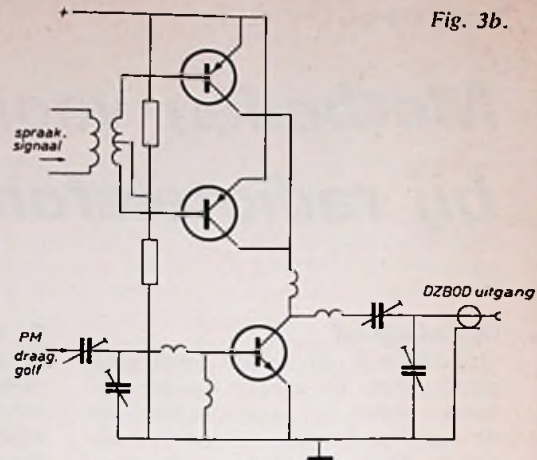 Fig. 3b.
+
spraak.
signaal
DZBOD uitgang
PM
draag.
golf